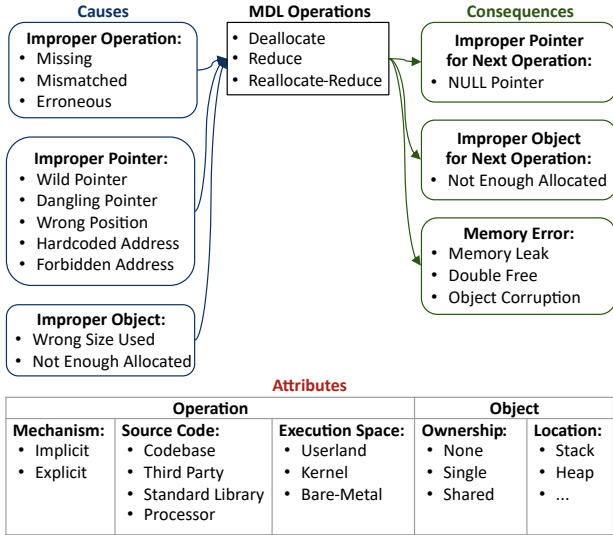 Causes
Improper Operation:
• Missing
• Mismatched
• Erroneous
Improper Pointer:
• Wild Pointer
• Dangling Pointer
• Wrong Position
• Hardcoded Address
• Forbidden Address
Improper Object:
• Wrong Size Used
• Not Enough Allocated
MDL Operations
• Deallocate
• Reduce
• Reallocate-Reduce
Consequences
Improper Pointer
for Next Operation:
• NULL Pointer
Improper Object
for Next Operation:
• Not Enough Allocated
Memory Error:
• Memory Leak
• Double Free
• Object Corruption
Attributes
Operation
Object
Mechanism:
• Implicit
• Explicit
Source Code:
• Codebase
• Third Party
• Standard Library
• Processor
Execution Space:
• Userland
• Kernel
• Bare-Metal
Ownership:
• None
• Single
• Shared
Location:
• Stack
• Heap
• ...